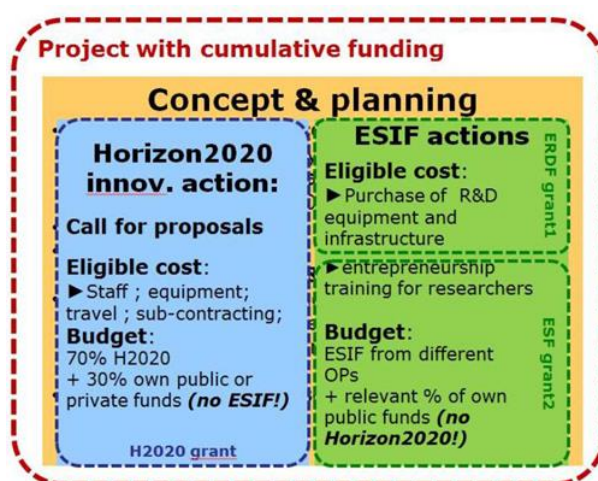 Project with cumulative funding
Concept & planning
Horizon2020
innov. action:
Call for proposals
Eligible cost:
►Staff ; equipment;
travel ; sub-contracting;
Budget:
70% H2020
+ 30% own public or
private funds (no ESIF!)
H2020 grant
ESIF actions
Eligible cost:
►Purchase of R&D
equipment and
infrastructure
ERDF grant1
►entrepreneurship
training for researchers
Budget:
ESIF from different
OPs
+ relevant % of own
public funds (no
Horizon2020!)
ESF grant2